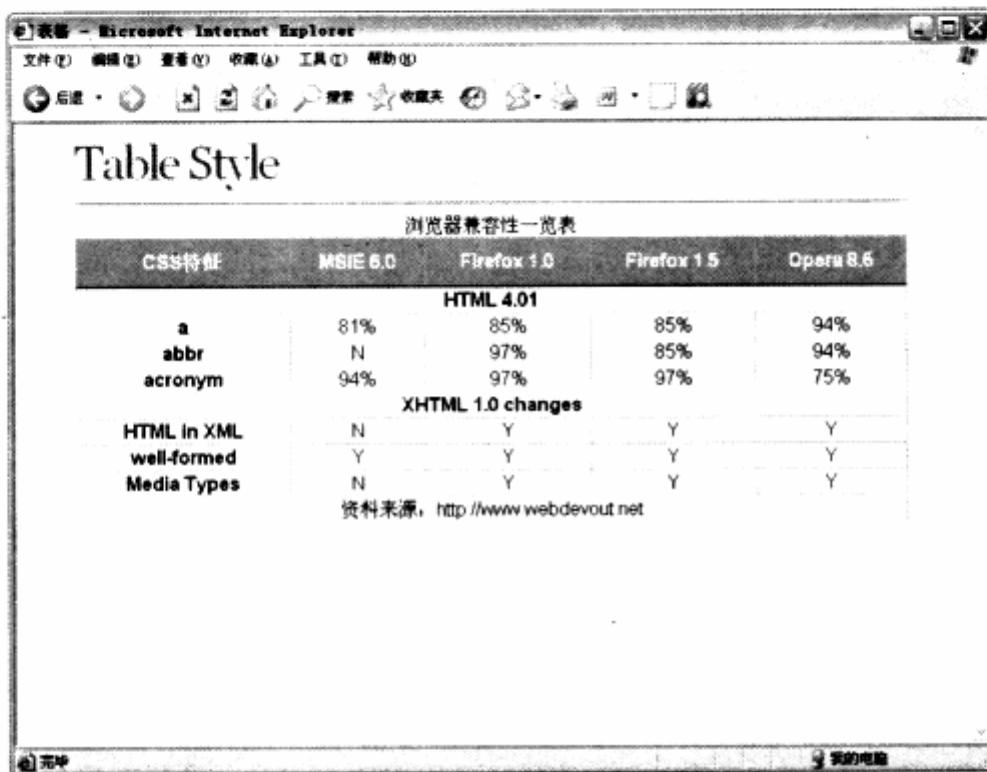 表格 - Microsoft Internet Explorer
文件(F) 编辑(E) 查看(V) 收藏(A) 工具(T) 帮助(H)
后退 搜索 收藏夹
Table Style
浏览器兼容性一览表
CSS特征 MSIE 6.0 Firefox 1.0 Firefox 1.5 Opera 8.5
HTML 4.01
a 81% 85% 85% 94%
abbr N 97% 85% 94%
acronym 94% 97% 97% 75%
XHTML 1.0 changes
HTML in XML N Y Y Y
well-formed Y Y Y Y
Media Types N Y Y Y
资料来源，http://www.webdevout.net
完毕 我的电脑